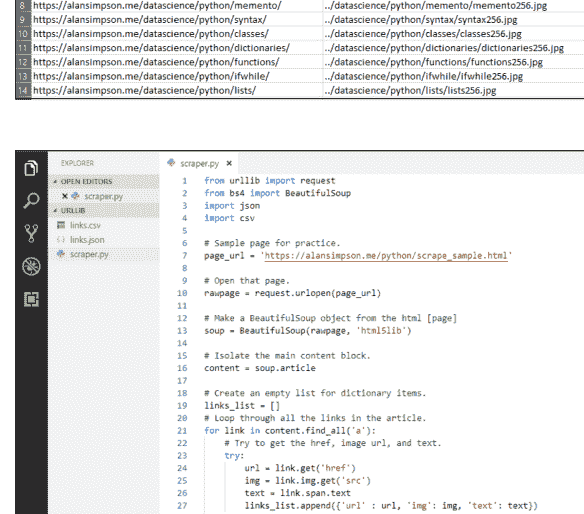 8 https://alansimpson.me/datascience/python/memento/ ../datascience/python/memento/memento256.jpg
9 https://alansimpson.me/datascience/python/syntax/ ../datascience/python/syntax/syntax256.jpg
10 https://alansimpson.me/datascience/python/classes/ ../datascience/python/classes/classes256.jpg
11 https://alansimpson.me/datascience/python/dictionaries/ ../datascience/python/dictionaries/dictionaries256.jpg
12 https://alansimpson.me/datascience/python/functions/ ../datascience/python/functions/functions256.jpg
13 https://alansimpson.me/datascience/python/ifwhile/ ../datascience/python/ifwhile/ifwhile256.jpg
14 https://alansimpson.me/datascience/python/lists/ ../datascience/python/lists/lists256.jpg
EXPLORER
OPEN EDITORS
scraper.py
URLLIB
links.csv
links.json
scraper.py
scraper.py
1 from urllib import request
2 from bs4 import BeautifulSoup
3 import json
4 import csv
5
6 # Sample page for practice.
7 page_url = 'https://alansimpson.me/python/scrape_sample.html'
8
9 # Open that page.
10 rawpage = request.urlopen(page_url)
11
12 # Make a BeautifulSoup object from the html [page]
13 soup = BeautifulSoup(rawpage, 'html5lib')
14
15 # Isolate the main content block.
16 content = soup.article
17
18 # Create an empty list for dictionary items.
19 links_list = []
20 # Loop through all the links in the article.
21 for link in content.find_all('a'):
22 # Try to get the href, image url, and text.
23 try:
24 url = link.get('href')
25 img = link.img.get('src')
26 text = link.span.text
27 links_list.append({'url' : url, 'img': img, 'text': text})